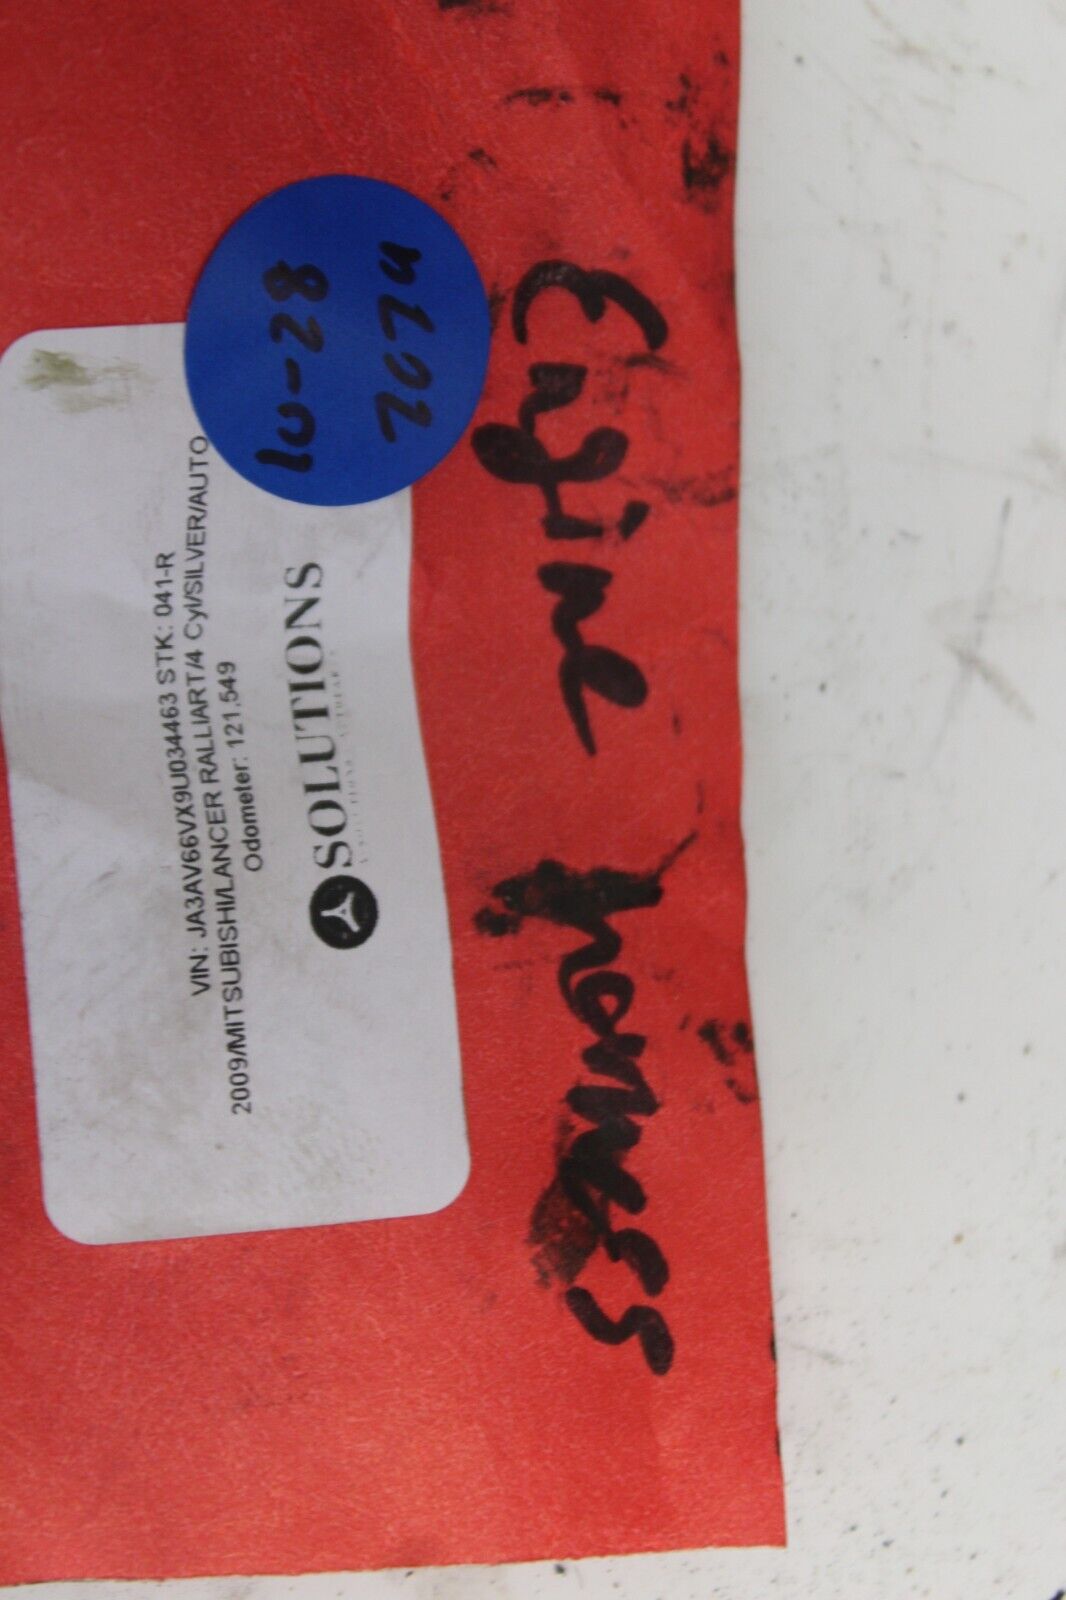 VIN: JA3AV66VX9U034463 STK: 041-R
2009/MITSUBISHI/LANCER RALLIART/4 Cyl/SILVER/AUTO
Odometer: 121,549
SOLUTIONS
10-28
2024
Engine harness